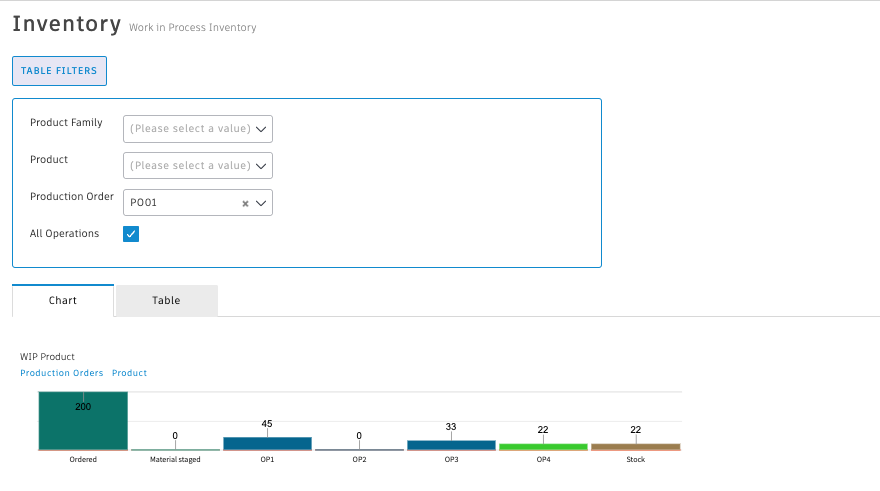 Inventory Work in Process Inventory
TABLE FILTERS
Product Family (Please select a value)
Product (Please select a value)
Production Order PO01
All Operations
Chart Table
WIP Product
Production Orders Product
200 0 45 0 33 22 22
Ordered Material staged OP1 OP2 OP3 OP4 Stock